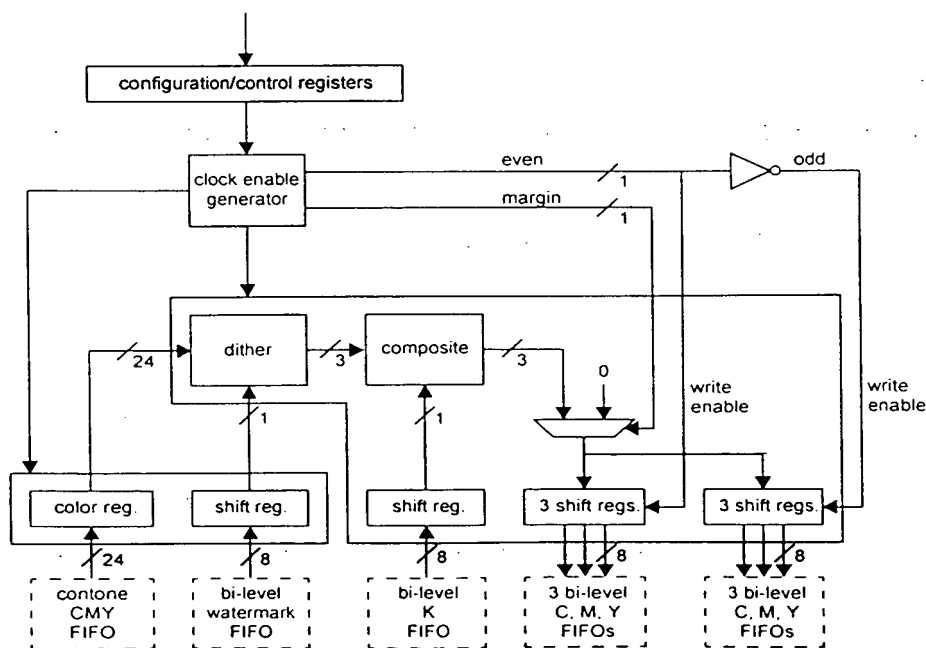 configuration/control registers
clock enable
generator
even
1
margin
1
odd
dither
composite
24
3
3
0
1
1
write
enable
write
enable
color reg.
shift reg.
shift reg.
3 shift regs.
3 shift regs.
24
8
8
8
8
contone
CMY
FIFO
bi-level
watermark
FIFO
bi-level
K
FIFO
3 bi-level
C, M, Y
FIFOs
3 bi-level
C, M, Y
FIFOs